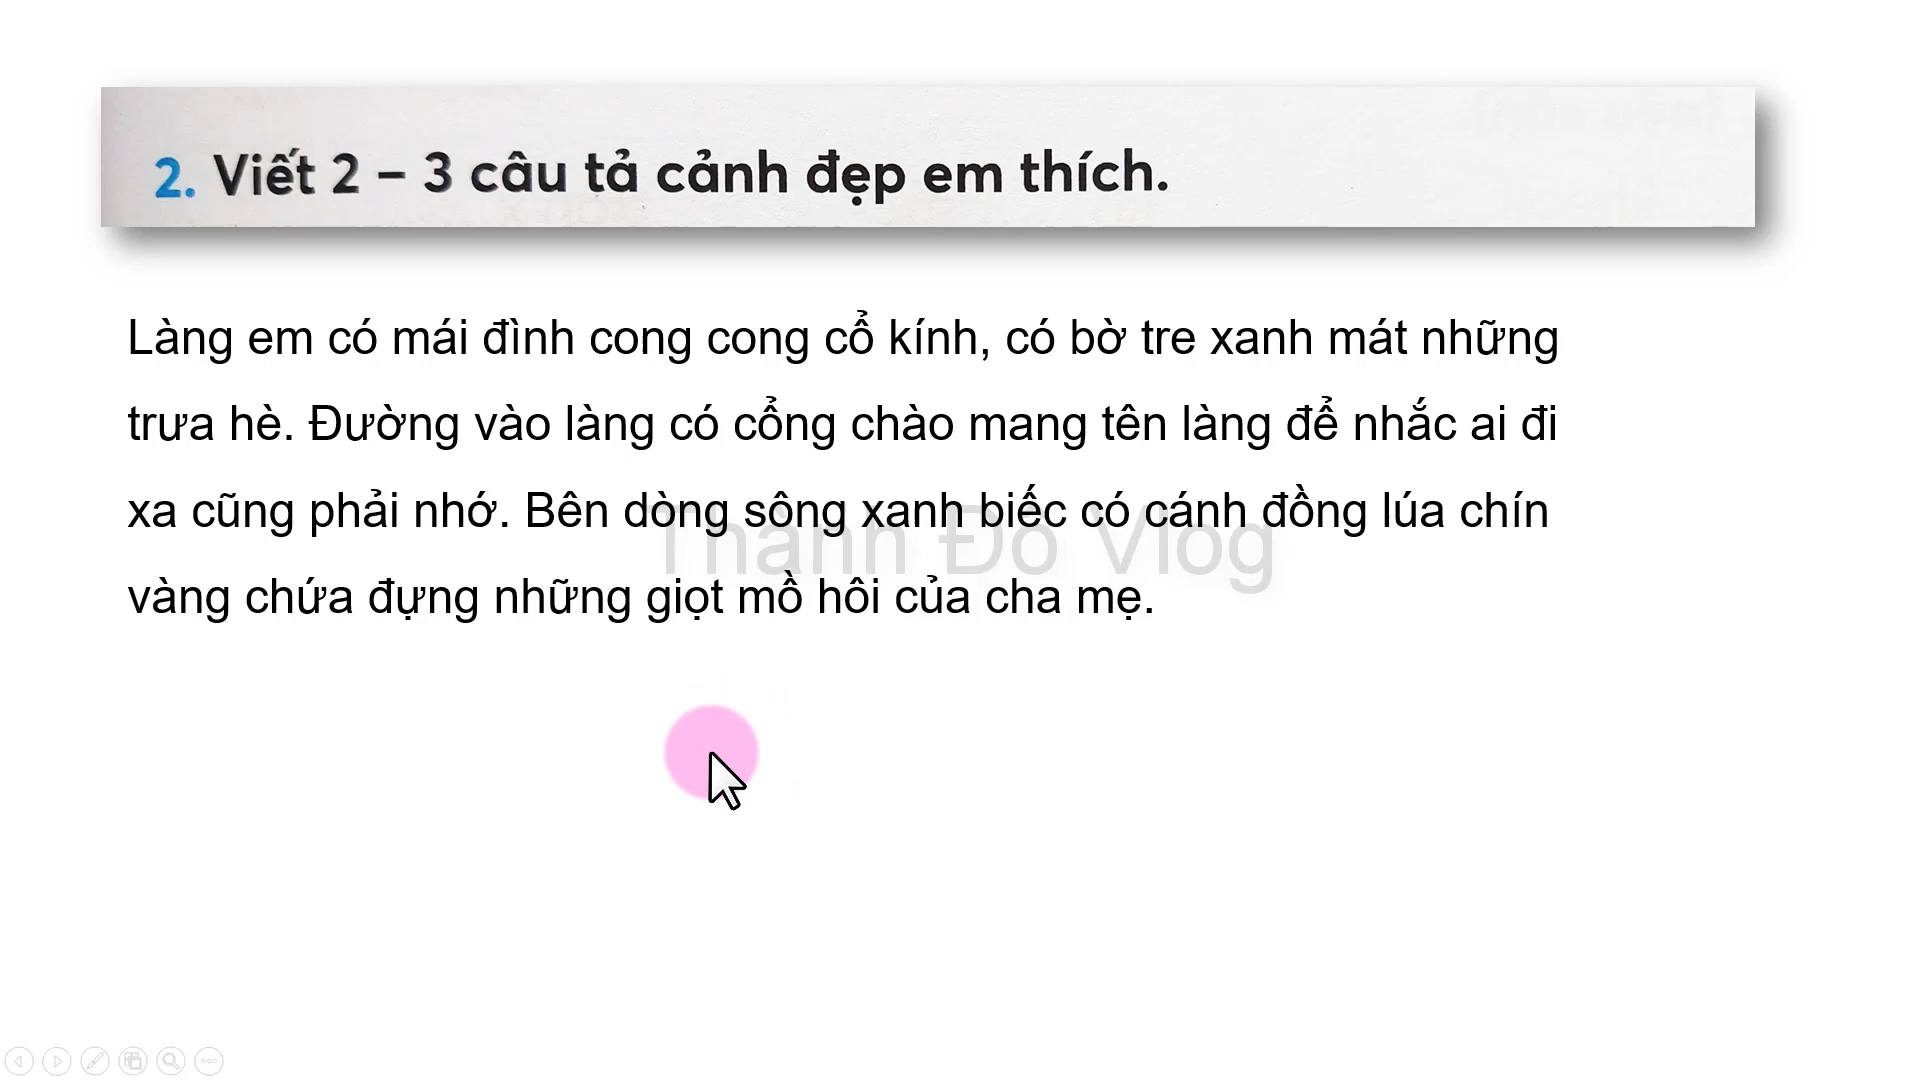 2. Viết 2 – 3 câu tả cảnh đẹp em thích.
Làng em có mái đình cong cong cổ kính, có bờ tre xanh mát những
trưa hè. Đường vào làng có cổng chào mang tên làng để nhắc ai đi
xa cũng phải nhớ. Bên dòng sông xanh biếc có cánh đồng lúa chín
Thành Đô Vlog
vàng chứa đựng những giọt mồ hôi của cha mẹ.